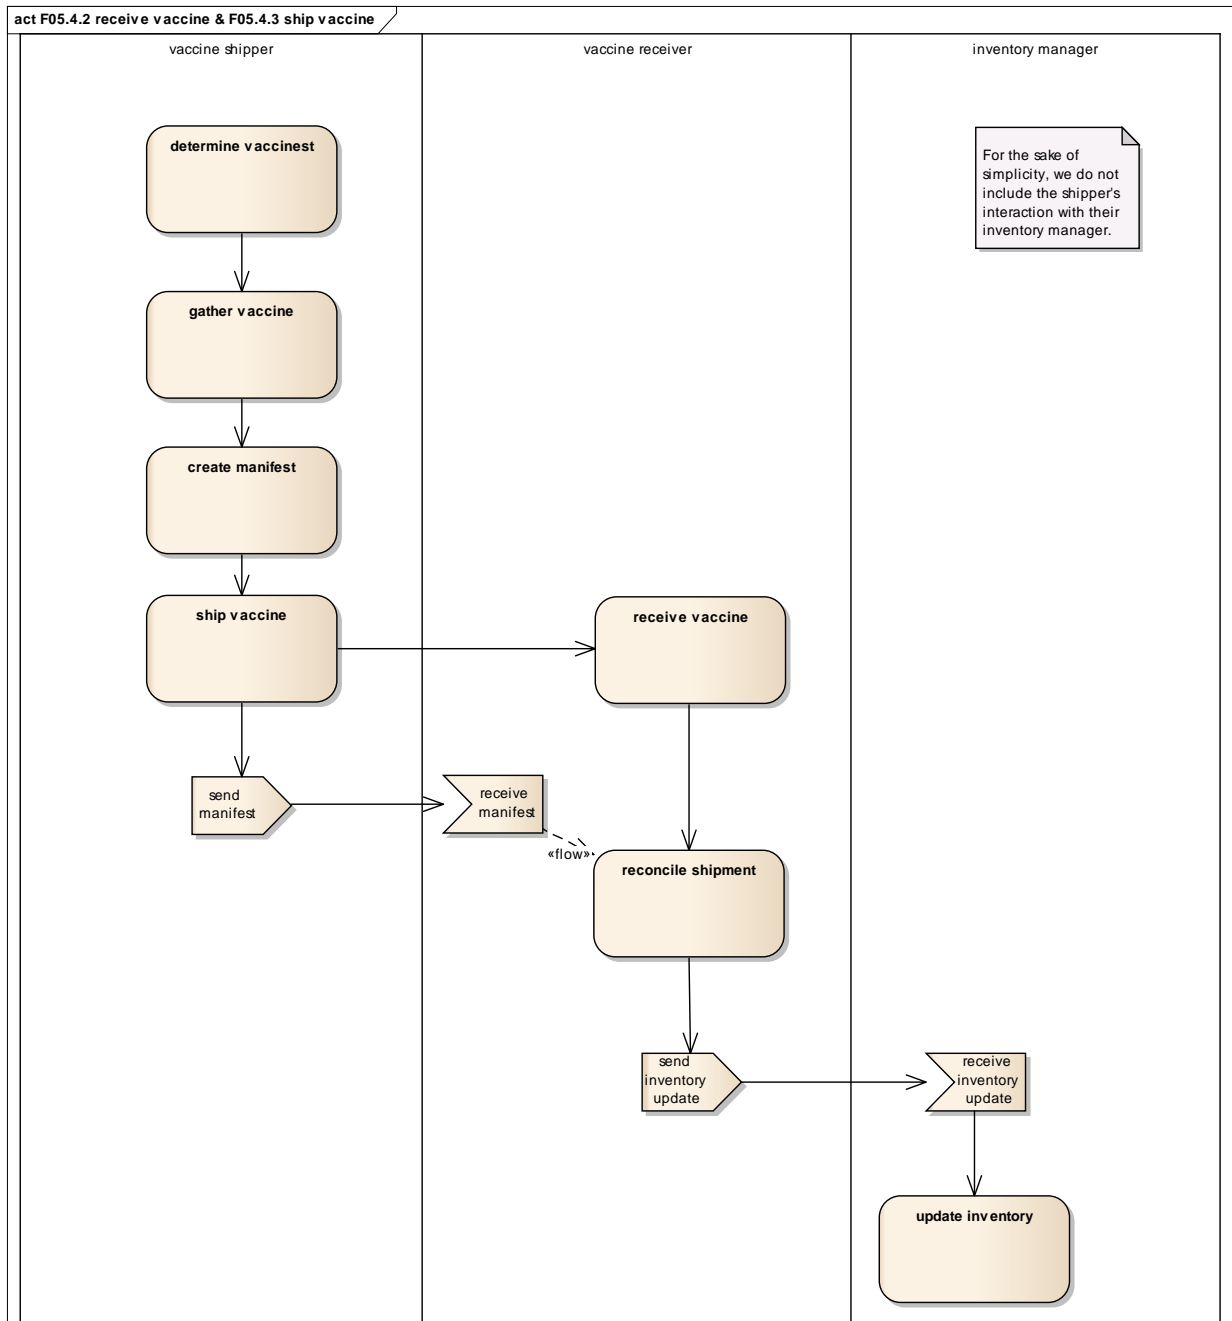 act F05.4.2 receive vaccine & F05.4.3 ship vaccine
vaccine shipper
vaccine receiver
inventory manager
determine vaccinest
For the sake of
simplicity, we do not
include the shipper's
interaction with their
inventory manager.
gather vaccine
create manifest
ship vaccine
receive vaccine
send
manifest
receive
manifest
«flow»
reconcile shipment
send
inventory
update
receive
inventory
update
update inventory